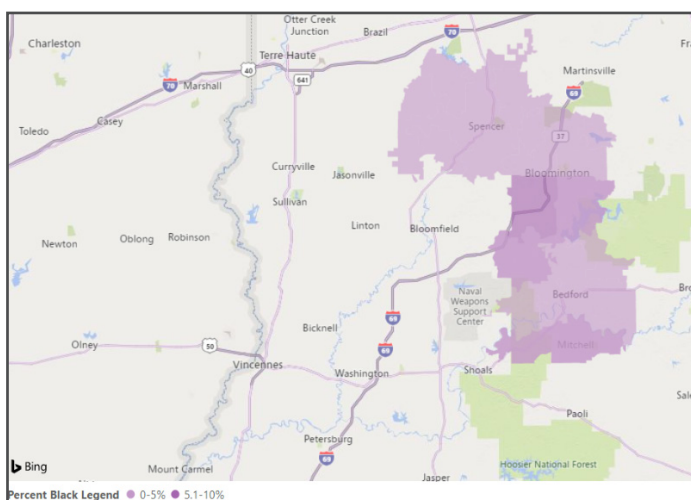 Otter Creek
Junction
Brazil
Charleston
Terre Haute
70
Fra
Martinsville
40
70
Marshall
641
69
Casey
Toledo
37
Spencer
Curryville
Jasonville
Bloomington
Sullivan
Linton
Bloomfield
Newton
Oblong
Robinson
Naval
Weapons
Support
Center
Bedford
Bro
69
Bicknell
50
Olney
69
Mitchell
Vincennes
Washington
Shoals
Sale
Paoli
Petersburg
69
Bing
Mount Carmel
Jasper
Hoosier National Forest
Percent Black Legend 0-5% 5.1-10%